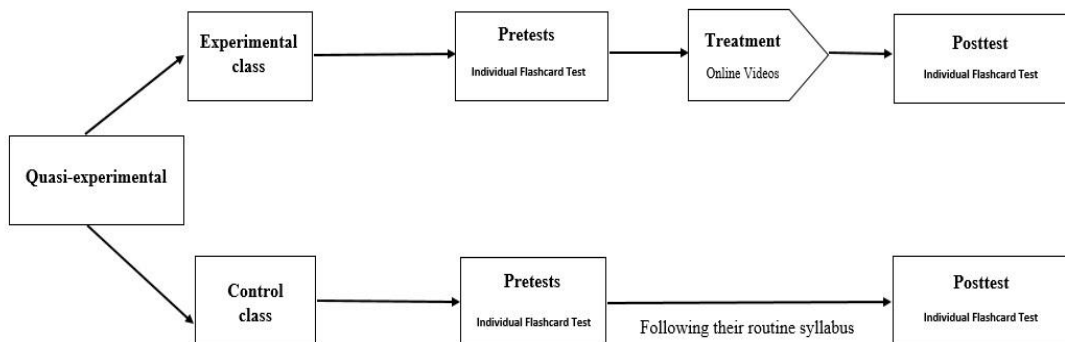 Experimental
class
Pretests
Individual Flashcard Test
Treatment
Online Videos
Posttest
Individual Flashcard Test
Quasi-experimental
Control
class
Pretests
Individual Flashcard Test
Following their routine syllabus
Posttest
Individual Flashcard Test